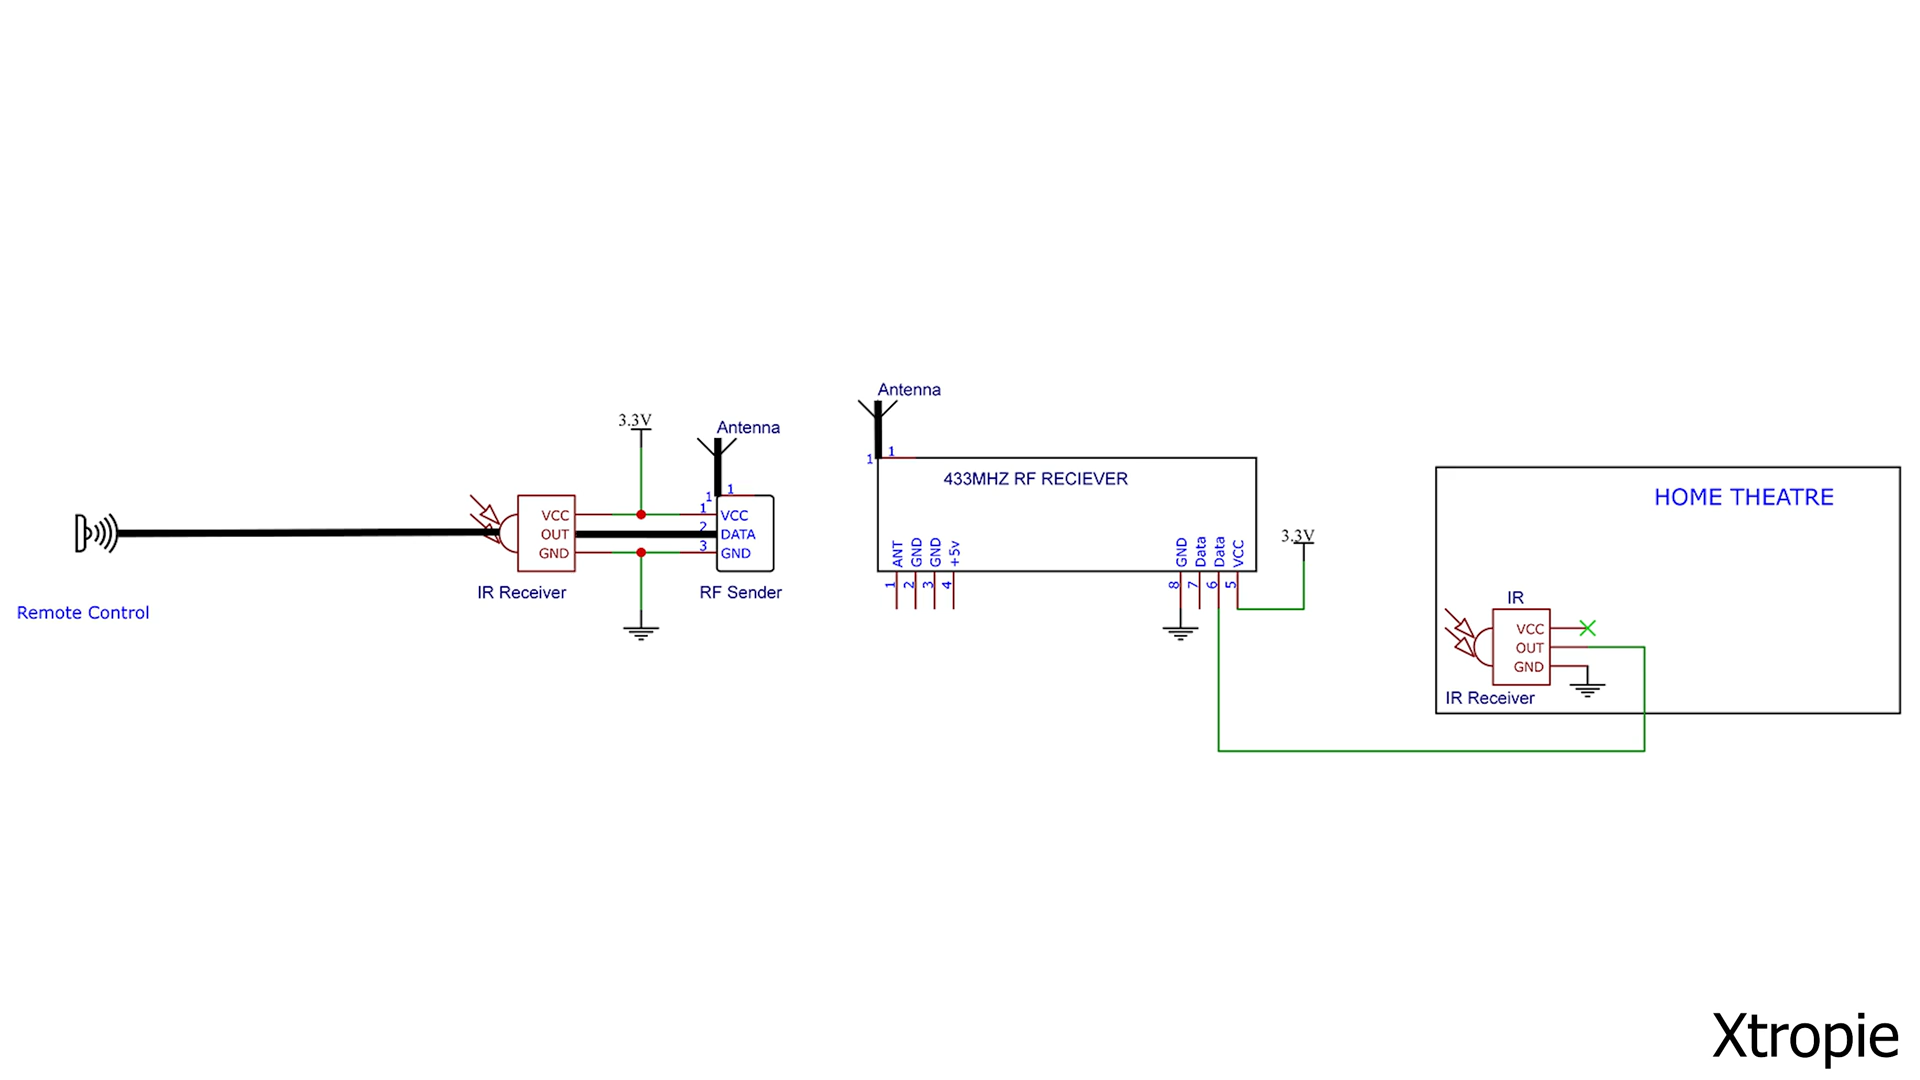 Remote Control
3.3V
VCC
OUT
GND
IR Receiver
Antenna
1
1
1
2
3
VCC
DATA
GND
RF Sender
Antenna
1
1
433MHZ RF RECIEVER
ANT
GND
GND
+5v
1
2
3
4
GND
Data
Data
VCC
8
7
6
5
3.3V
HOME THEATRE
IR
VCC
OUT
GND
IR Receiver
Xtropie